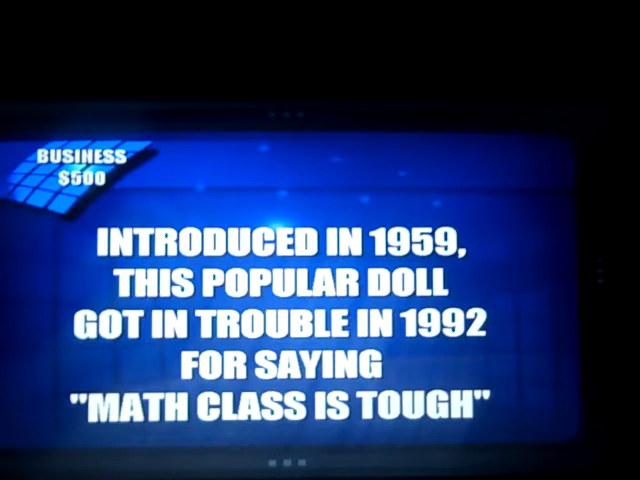 BUSINESS
$500
INTRODUCED IN 1959,
THIS POPULAR DOLL
GOT IN TROUBLE IN 1992
FOR SAYING
"MATH CLASS IS TOUGH"